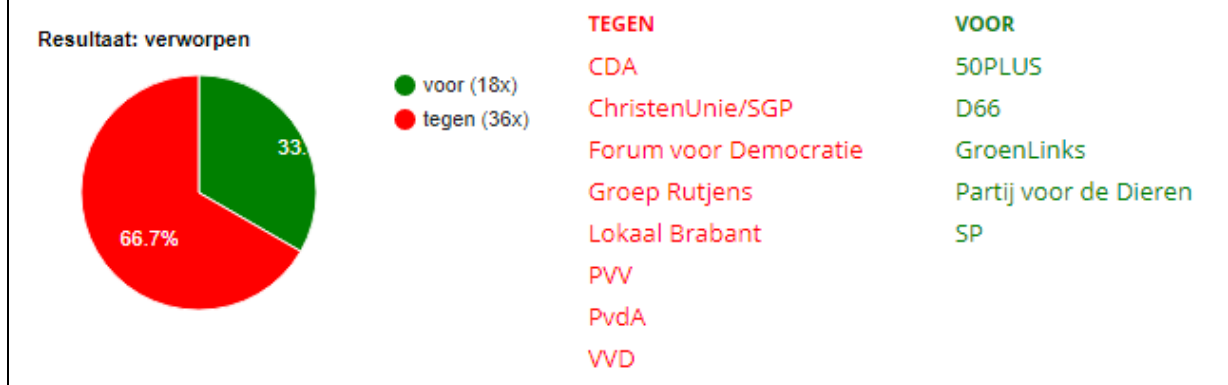 Resultaat: verworpen
33.
66.7%
voor (18x)
tegen (36x)
TEGEN
CDA
ChristenUnie/SGP
Forum voor Democratie
Groep Rutjens
Lokaal Brabant
PVV
PvdA
VVD
VOOR
50PLUS
D66
GroenLinks
Partij voor de Dieren
SP